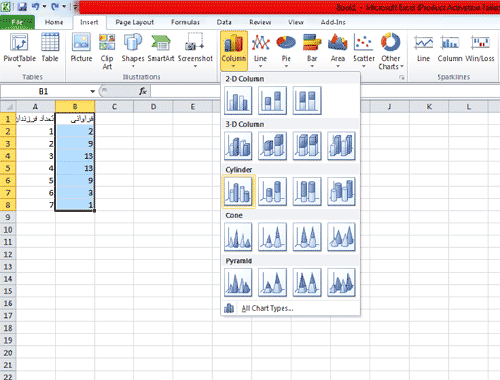 Book1 - Microsoft Excel (Product Activation Failed
File Home Insert Page Layout Formulas Data Review View Add-Ins
PivotTable Table Picture Clip Art Shapes SmartArt Screenshot Column Line Pie Bar Area Scatter Other Charts Line Column Win/Loss
Tables Illustrations Sparklines
B1 fx
A B C D E J K L M
1 تعداد فرزندان فراوانی
2 1 2
3 2 9
4 3 13
5 4 13
6 5 9
7 6 3
8 7 1
9
10
11
12
13
14
15
16
17
18
19
20
21
22
2-D Column
3-D Column
Cylinder
Cone
Pyramid
All Chart Types...